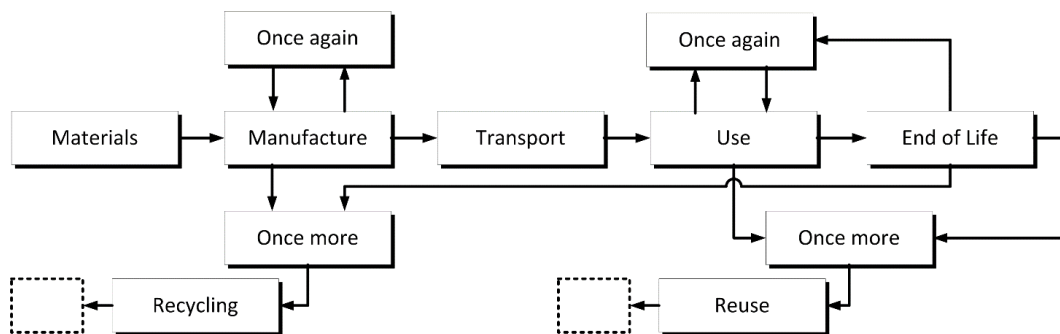 Once again
Once again
Materials
Manufacture
Transport
Use
End of Life
Once more
Once more
Recycling
Reuse